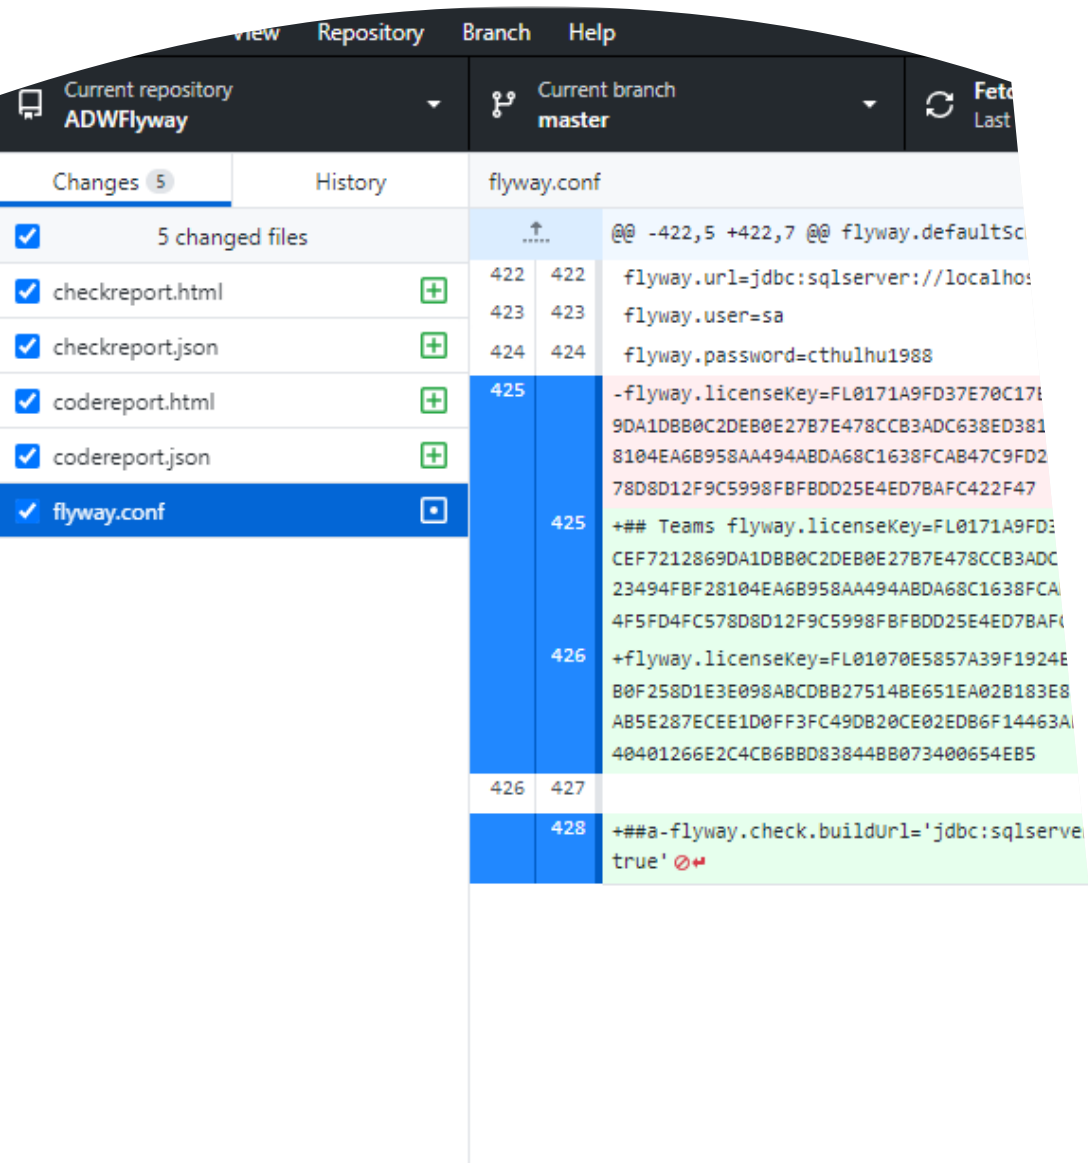 View Repository Branch Help
Current repository
ADWFlyway
Current branch
master
Last
Changes 5
History
flyway.conf
5 changed files
checkreport.html
checkreport.json
codereport.html
codereport.json
flyway.conf
@@ -422,5 +422,7 @@ flyway.defaultSc
422 422 flyway.url=jdbc:sqlserver://localhos
423 423 flyway.user=sa
424 424 flyway.password=cthulhu1988
425 -flyway.licenseKey=FL0171A9FD37E70C17E
9DA1DBB0C2DEB0E27B7E478CCB3ADC638ED381
8104EA6B958AA494ABDA68C1638FCAB47C9FD2
78D8D12F9C5998FBFBDD25E4ED7BAFC422F47
425 +## Teams flyway.licenseKey=FL0171A9FD3
CEF7212869DA1DBB0C2DEB0E27B7E478CCB3ADC
23494FBF28104EA6B958AA494ABDA68C1638FCA
4F5FD4FC578D8D12F9C5998FBFBDD25E4ED7BAF
426 +flyway.licenseKey=FL01070E5857A39F1924E
B0F258D1E3E098ABCDBB27514BE651EA02B183E8
AB5E287ECEE1D0FF3FC49DB20CE02EDB6F14463A
40401266E2C4CB6BBD83844BB073400654EB5
426 427
428 +##a-flyway.check.buildUrl='jdbc:sqlserve
true'